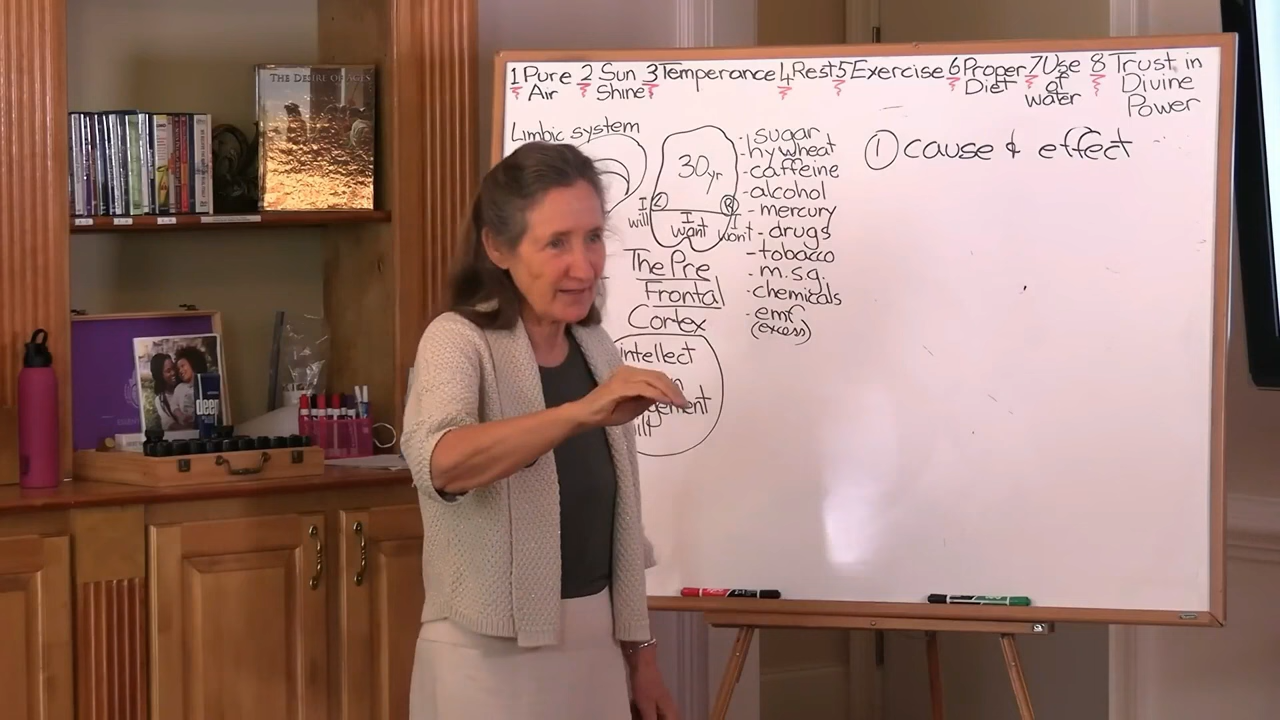 THE DESIRE OF AGES
1 Pure Air 2 Sun Shine 3 Temperance 4 Rest 5 Exercise 6 Proper Diet 7 Use of water 8 Trust in Divine Power
Limbic system
30yr
L
R
I will
I want
I won't
The Pre
Frontal
Cortex
intellect
- sugar
- hy wheat
- caffeine
- alcohol
- mercury
- drugs
- tobacco
- m.s.g.
- chemicals
- emf
(excess)
1 cause & effect
deep